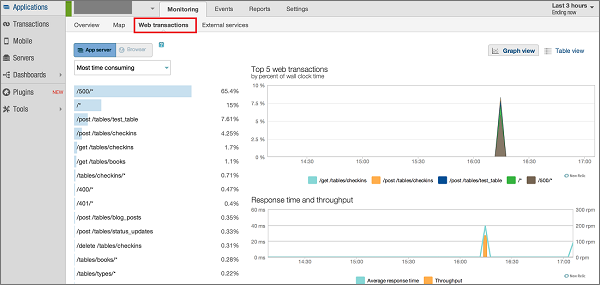 Applications
Transactions
Mobile
Servers
Dashboards
Plugins NEW
Tools
Monitoring Events Reports Settings
Last 3 hours
Ending now
Overview Map Web transactions External services
App server Browser ?
Graph view Table view
Most time consuming
/500/* 65.4%
/* 15%
/post /tables/test_table 7.61%
/post /tables/checkins 4.25%
/get /tables/checkins 1.7%
/get /tables/books 1.1%
/tables/checkins/* 0.71%
/400/* 0.47%
/401/* 0.4%
/post /tables/blog_posts 0.35%
/post /tables/status_updates 0.33%
/delete /tables/checkins 0.31%
/tables/books/* 0.28%
/tables/types/* 0.22%
Top 5 web transactions
by percent of wall clock time
10 %
7.5 %
5 %
2.5 %
14:30 15:00 15:30 16:00 16:30 17:00
/get /tables/checkins /post /tables/checkins /post /tables/test_table /* /500/*
New Relic
Response time and throughput
60 ms 300 rpm
40 ms 200 rpm
20 ms 100 rpm
0 ms 0 rpm
14:30 15:00 15:30 16:00 16:30 17:00
Average response time Throughput
New Relic